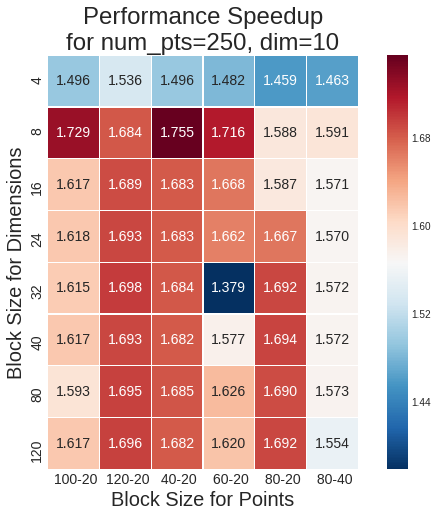 Performance Speedup
for num_pts=250, dim=10
Block Size for Dimensions
4 1.496 1.536 1.496 1.482 1.459 1.463
8 1.729 1.684 1.755 1.716 1.588 1.591
16 1.617 1.689 1.683 1.668 1.587 1.571
24 1.618 1.693 1.683 1.662 1.667 1.570
32 1.615 1.698 1.684 1.379 1.692 1.572
40 1.617 1.693 1.682 1.577 1.694 1.572
80 1.593 1.695 1.685 1.626 1.690 1.573
120 1.617 1.696 1.682 1.620 1.692 1.554
100-20 120-20 40-20 60-20 80-20 80-40
Block Size for Points
1.68
1.60
1.52
1.44